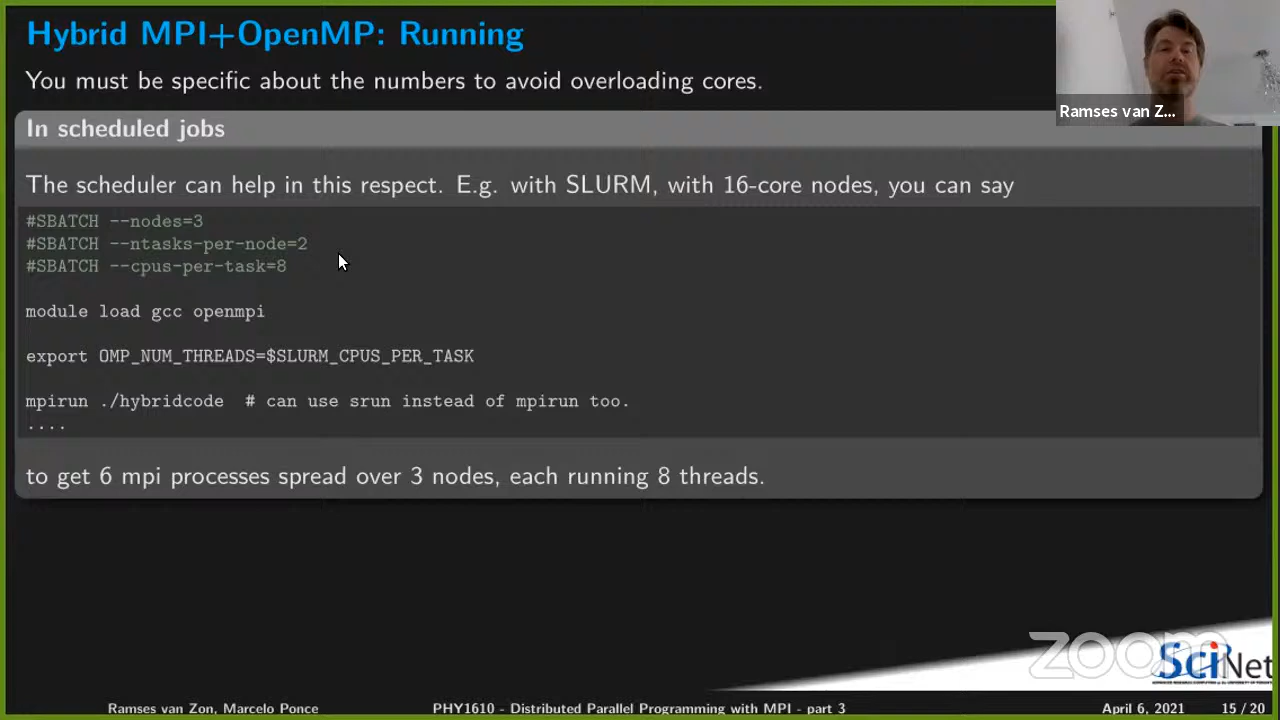 Hybrid MPI+OpenMP: Running
You must be specific about the numbers to avoid overloading cores.
Ramses van Z...
In scheduled jobs
The scheduler can help in this respect. E.g. with SLURM, with 16-core nodes, you can say
#SBATCH --nodes=3
#SBATCH --ntasks-per-node=2
#SBATCH --cpus-per-task=8
module load gcc openmpi
export OMP_NUM_THREADS=$SLURM_CPUS_PER_TASK
mpirun ./hybridcode # can use srun instead of mpirun too.
....
to get 6 mpi processes spread over 3 nodes, each running 8 threads.
zoom
SciNet
Ramses van Zon, Marcelo Ponce
PHY1610 - Distributed Parallel Programming with MPI - part 3
April 6, 2021
15 / 20